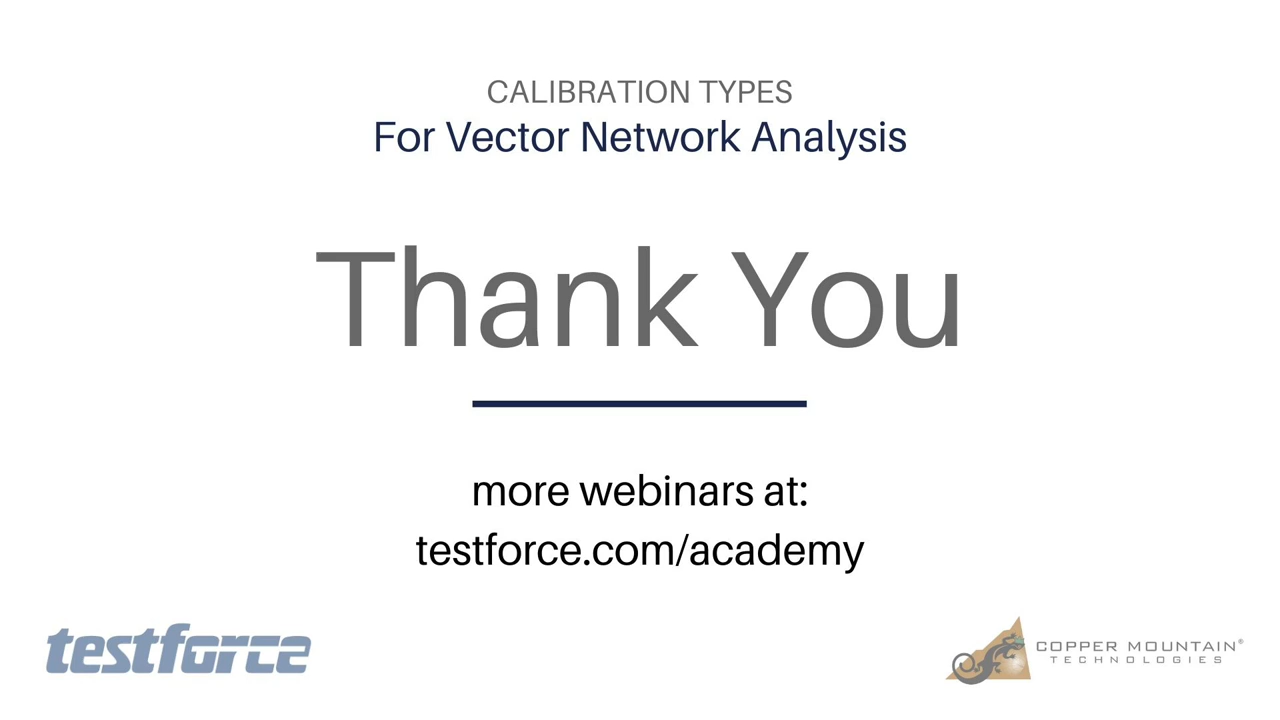 CALIBRATION TYPES
For Vector Network Analysis
Thank You
more webinars at:
testforce.com/academy
testforce
COPPER MOUNTAIN®
TECHNOLOGIES